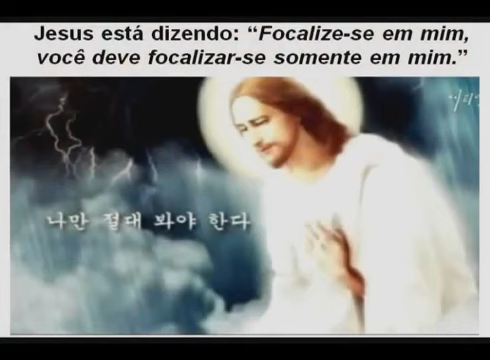 Jesus está dizendo: “Focalize-se em mim,
você deve focalizar-se somente em mim.”
나만 절대 봐야 한다